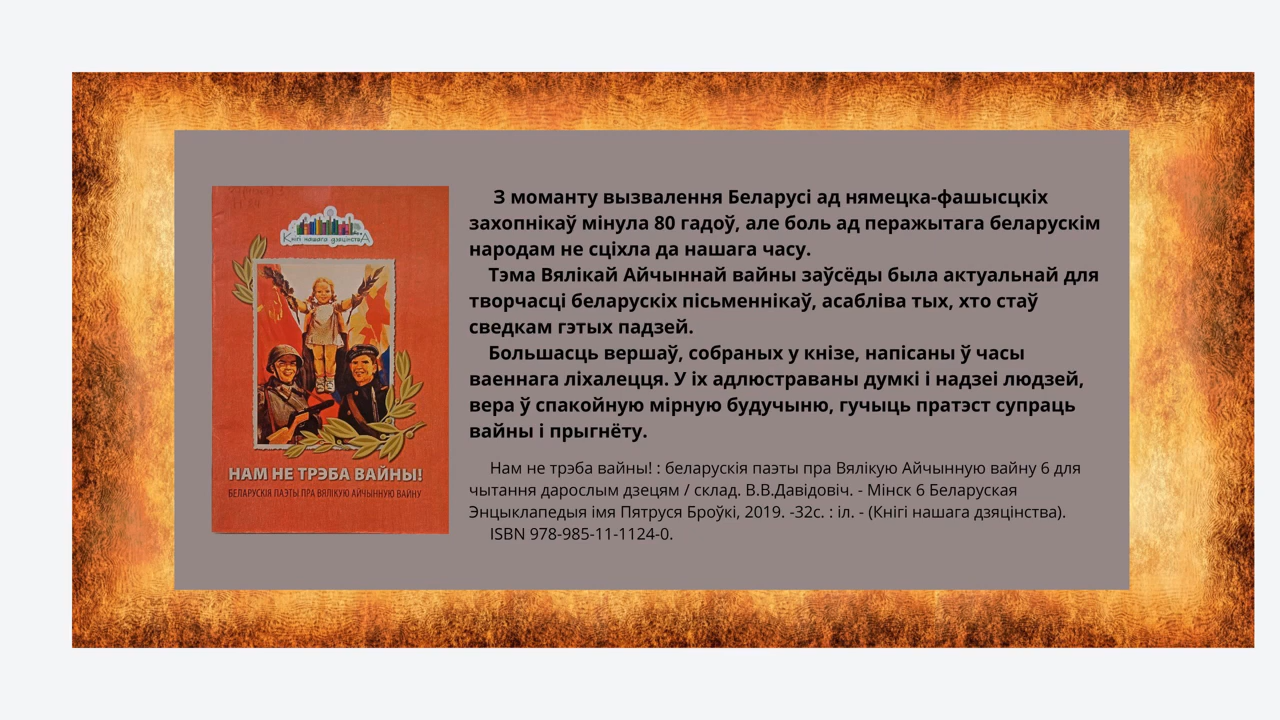 Кнігі нашага дзяцінства
НАМ НЕ ТРЭБА ВАЙНЫ!
БЕЛАРУСКІЯ ПАЭТЫ ПРА ВЯЛІКУЮ АЙЧЫННУЮ ВАЙНУ
З моманту вызвалення Беларусі ад нямецка-фашысцкіх
захопнікаў мінула 80 гадоў, але боль ад перажытага беларускім
народам не сціхла да нашага часу.
Тэма Вялікай Айчыннай вайны заўсёды была актуальнай для
творчасці беларускіх пісьменнікаў, асабліва тых, хто стаў
сведкам гэтых падзей.
Большасць вершаў, собраных у кнізе, напісаны ў часы
ваеннага ліхалецця. У іх адлюстраваны думкі і надзеі людзей,
вера ў спакойную мірную будучыню, гучыць пратэст супраць
вайны і прыгнёту.
Нам не трэба вайны! : беларускія паэты пра Вялікую Айчынную вайну 6 для
чытання дарослым дзецям / склад. В.В.Давідовіч. - Мінск 6 Беларуская
Энцыклапедыя імя Пятруся Броўкі, 2019. -32с. : іл. - (Кнігі нашага дзяцінства).
ISBN 978-985-11-1124-0.